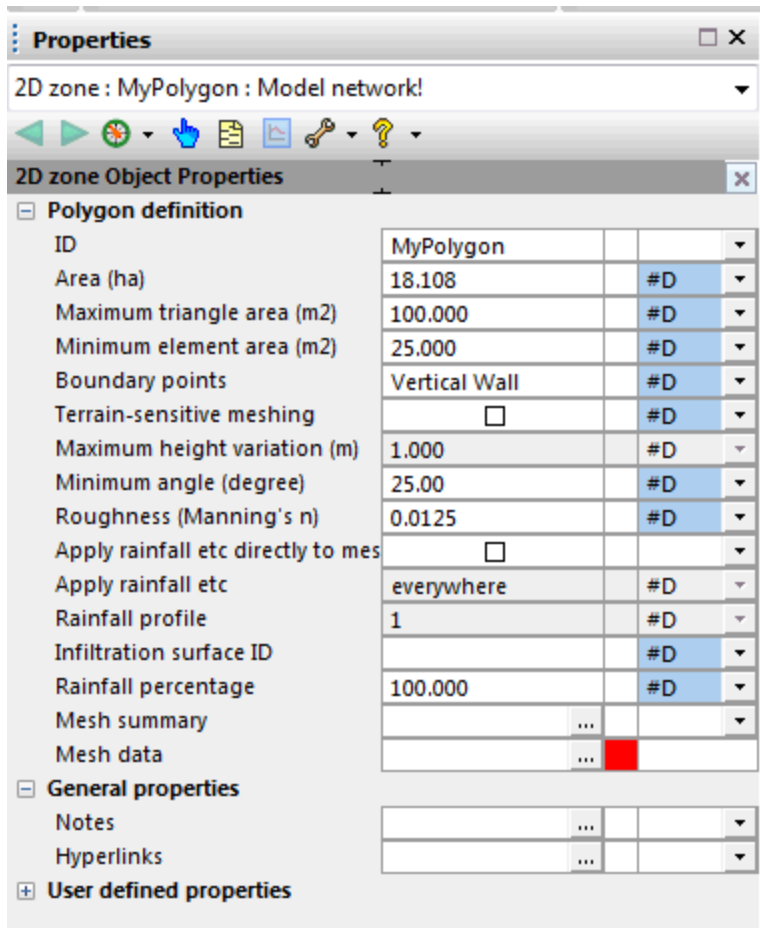 Properties
2D zone : MyPolygon : Model network!
2D zone Object Properties
Polygon definition
ID MyPolygon
Area (ha) 18.108 #D
Maximum triangle area (m2) 100.000 #D
Minimum element area (m2) 25.000 #D
Boundary points Vertical Wall #D
Terrain-sensitive meshing #D
Maximum height variation (m) 1.000 #D
Minimum angle (degree) 25.00 #D
Roughness (Manning's n) 0.0125 #D
Apply rainfall etc directly to mes
Apply rainfall etc everywhere #D
Rainfall profile 1 #D
Infiltration surface ID #D
Rainfall percentage 100.000 #D
Mesh summary ...
Mesh data ...
General properties
Notes ...
Hyperlinks ...
User defined properties